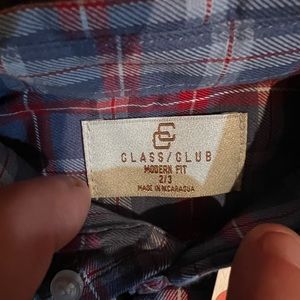 CLASS/CLUB
MODERN FIT
2/3
MADE IN NICARAGUA